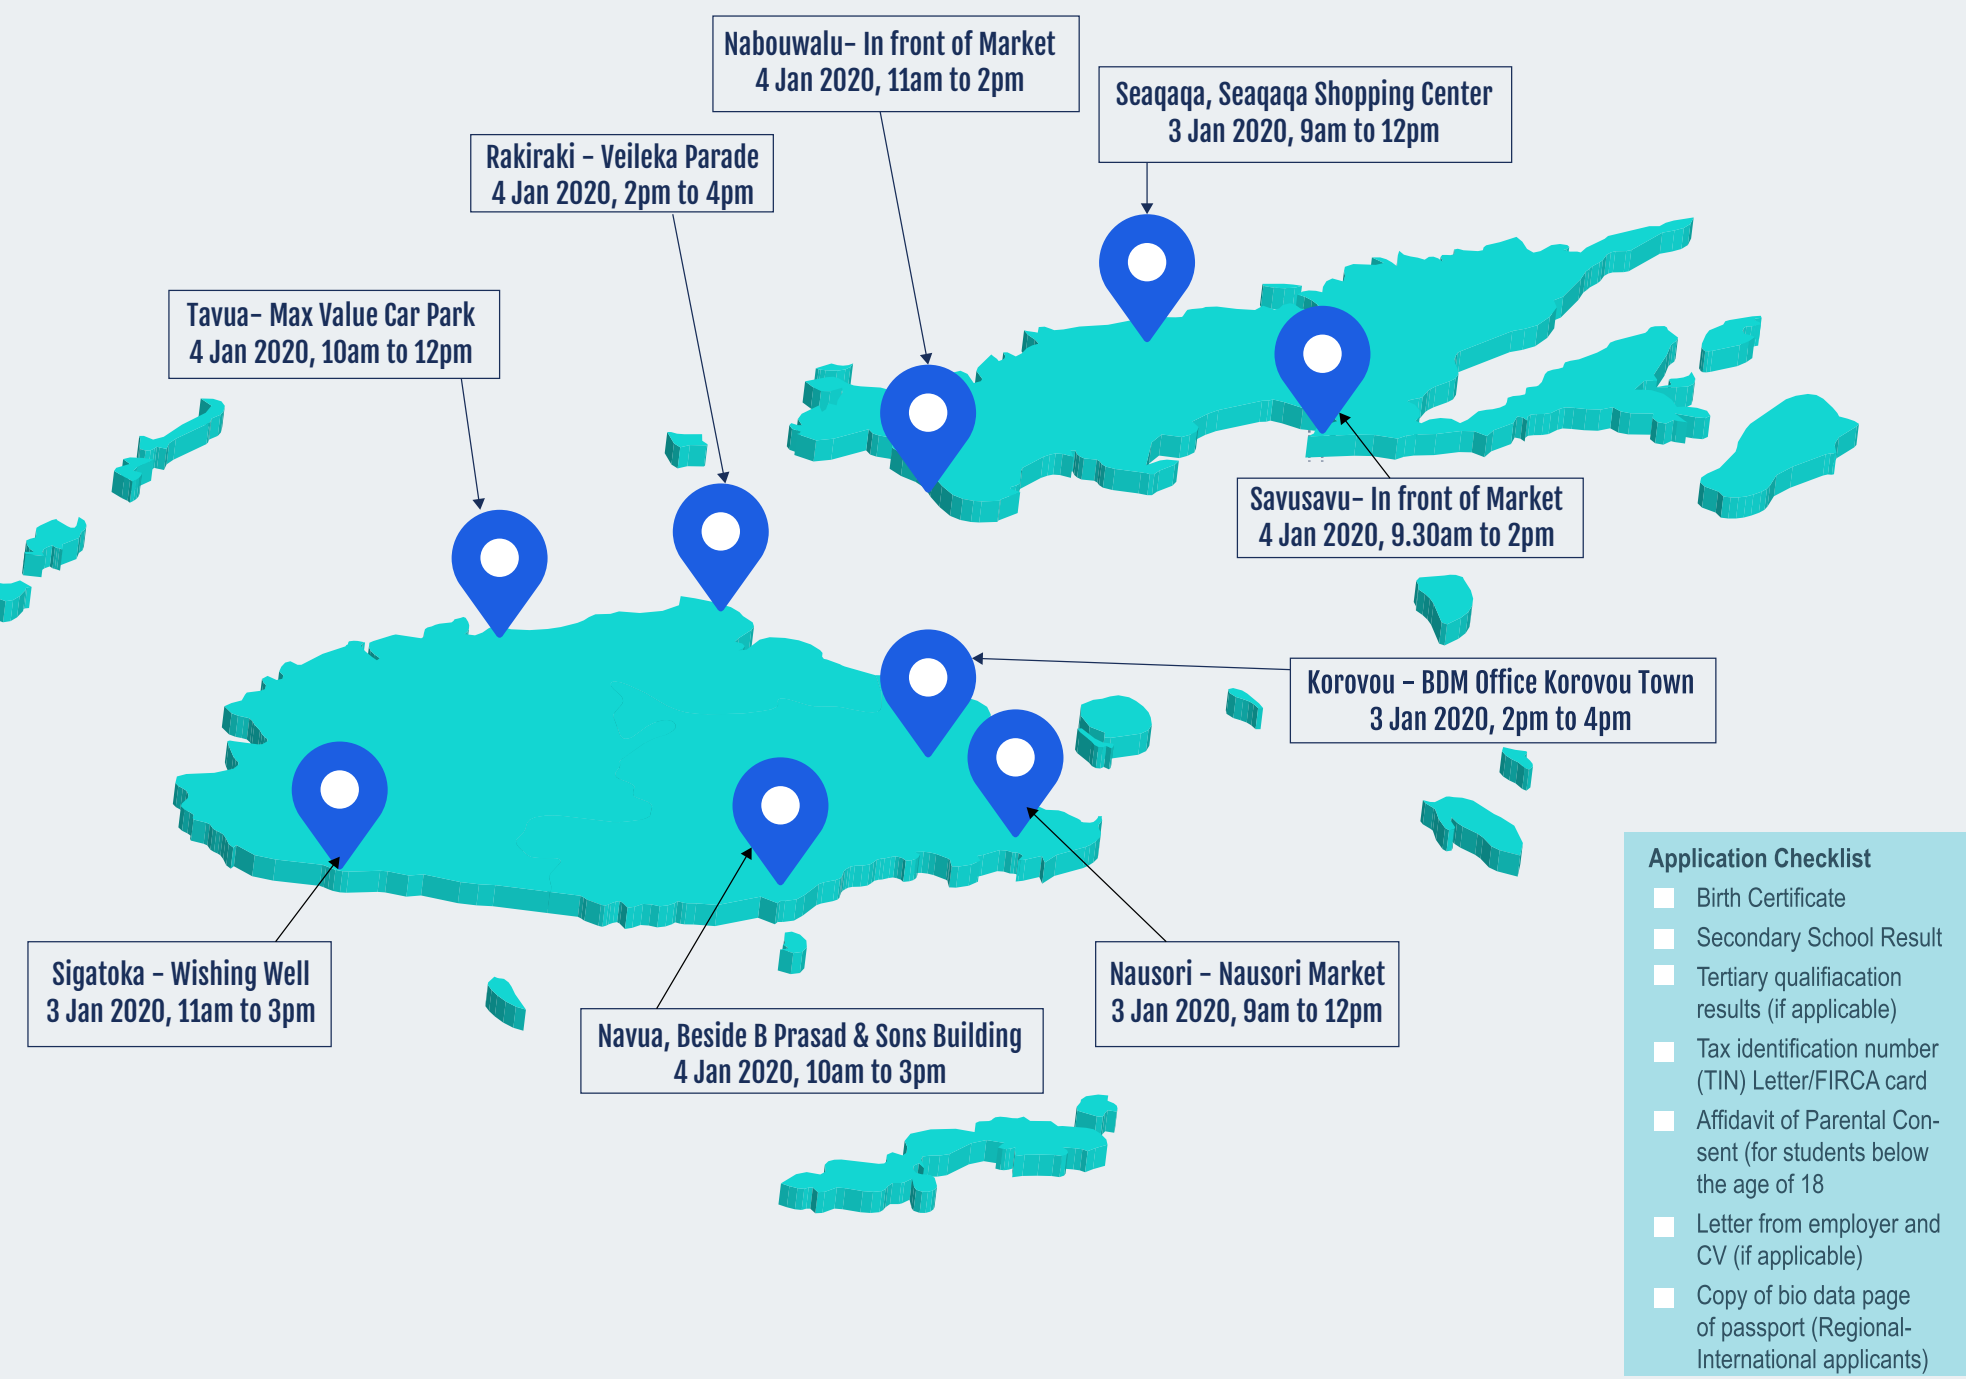 Nabouwalu- In front of Market
4 Jan 2020, 11am to 2pm
Seaqaqa, Seaqaqa Shopping Center
3 Jan 2020, 9am to 12pm
Rakiraki - Veileka Parade
4 Jan 2020, 2pm to 4pm
Tavua- Max Value Car Park
4 Jan 2020, 10am to 12pm
Savusavu- In front of Market
4 Jan 2020, 9.30am to 2pm
Korovou - BDM Office Korovou Town
3 Jan 2020, 2pm to 4pm
Sigatoka - Wishing Well
3 Jan 2020, 11am to 3pm
Navua, Beside B Prasad & Sons Building
4 Jan 2020, 10am to 3pm
Nausori - Nausori Market
3 Jan 2020, 9am to 12pm
Application Checklist
Birth Certificate
Secondary School Result
Tertiary qualifiacation
results (if applicable)
Tax identification number
(TIN) Letter/FIRCA card
Affidavit of Parental Con-
sent (for students below
the age of 18
Letter from employer and
CV (if applicable)
Copy of bio data page
of passport (Regional-
International applicants)